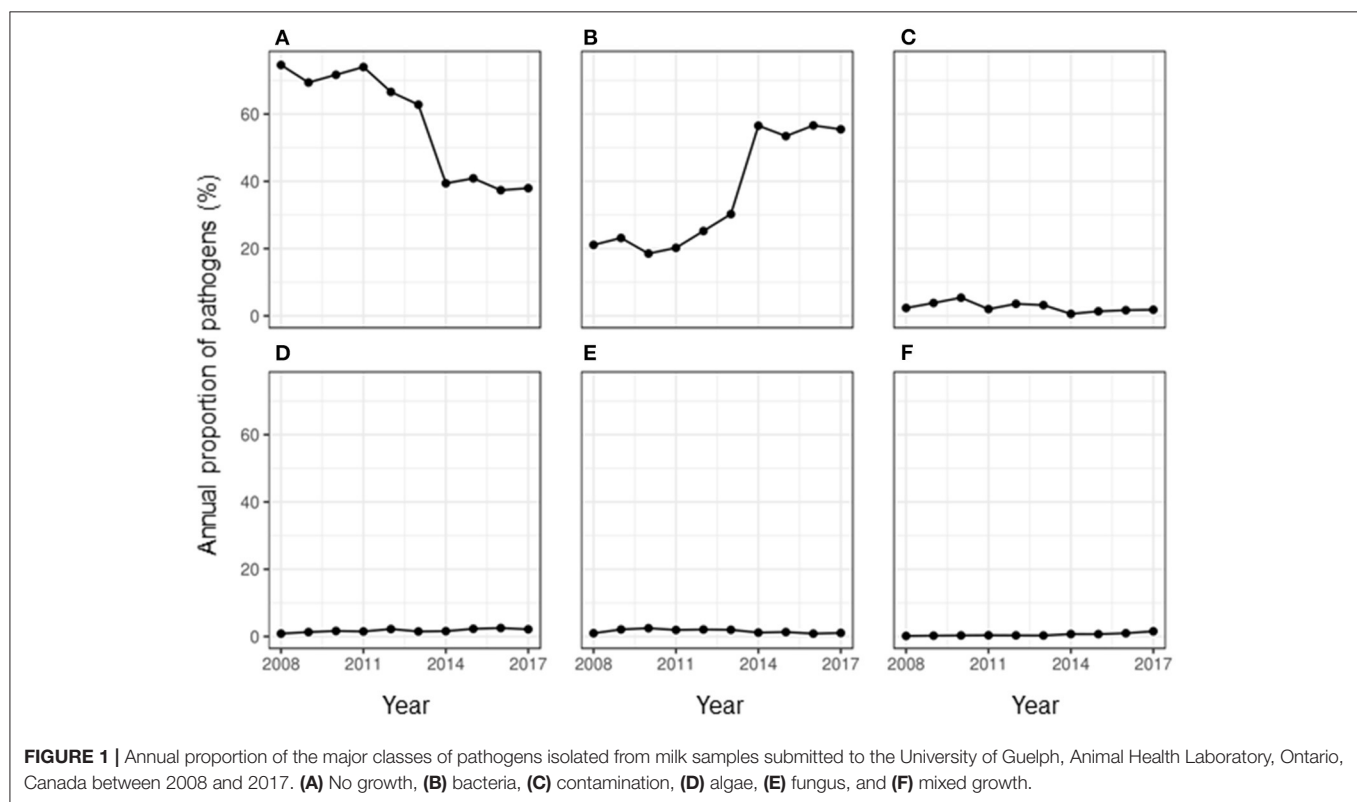 A B C
60
40
20
0
D E F
60
40
20
0
2008 2011 2014 2017 2008 2011 2014 2017 2008 2011 2014 2017
Year Year Year
Annual proportion of pathogens (%)
FIGURE 1 | Annual proportion of the major classes of pathogens isolated from milk samples submitted to the University of Guelph, Animal Health Laboratory, Ontario,
Canada between 2008 and 2017. (A) No growth, (B) bacteria, (C) contamination, (D) algae, (E) fungus, and (F) mixed growth.